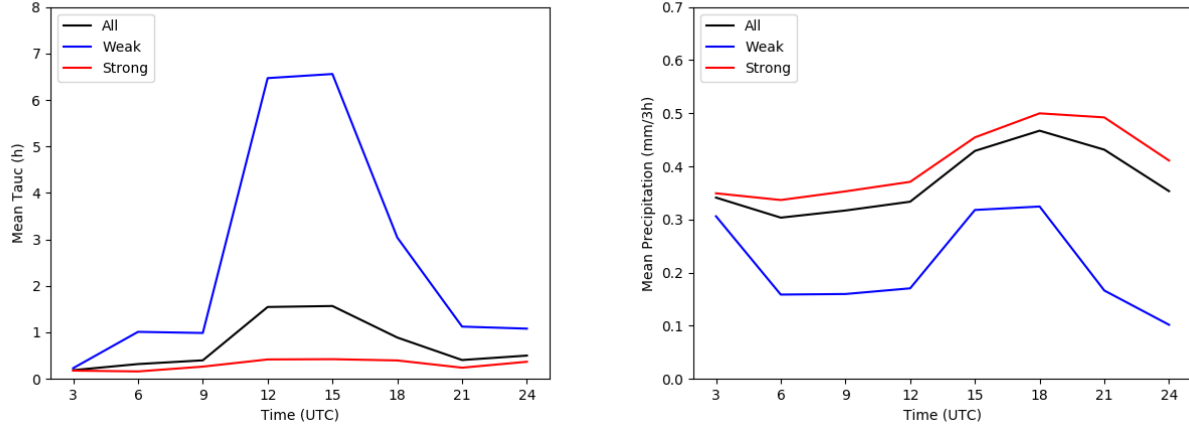 8
7
6
5
4
3
2
1
0
Mean Tauc (h)
All
Weak
Strong
3 6 9 12 15 18 21 24
Time (UTC)
0.7
0.6
0.5
0.4
0.3
0.2
0.1
0.0
Mean Precipitation (mm/3h)
All
Weak
Strong
3 6 9 12 15 18 21 24
Time (UTC)